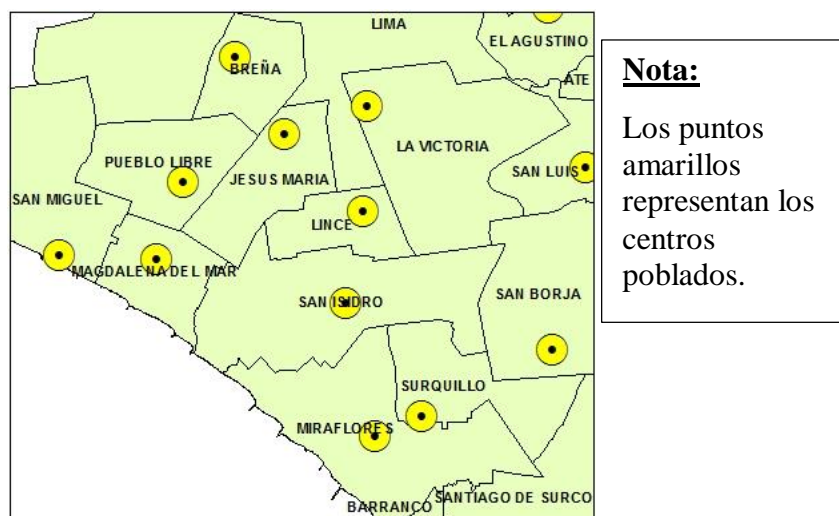 LIMA
EL AGUSTINO
BREÑA
ATE
LA VICTORIA
PUEBLO LIBRE
JESUS MARIA
SAN LUIS
SAN MIGUEL
LINCE
MAGDALENA DEL MAR
SAN ISIDRO
SAN BORJA
SURQUILLO
MIRAFLORES
BARRANCO
SANTIAGO DE SURCO
Nota:
Los puntos
amarillos
representan los
centros
poblados.